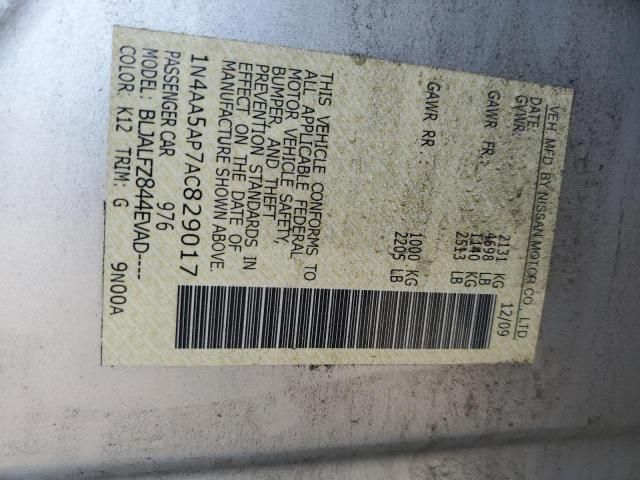 VEH. MFD BY NISSAN MOTOR CO., LTD
DATE: 12/09
GVWR: 2131 KG
4698 LB
GAWR FR: 1140 KG
2513 LB
GAWR RR : 1000 KG
2205 LB
THIS VEHICLE CONFORMS TO
ALL APPLICABLE FEDERAL
MOTOR VEHICLE SAFETY,
BUMPER, AND THEFT
PREVENTION STANDARDS IN
EFFECT ON THE DATE OF
MANUFACTURE SHOWN ABOVE.
1N4AA5AP7AC829017
PASSENGER CAR 976
MODEL: BLJALFZ844EVAD----
COLOR: K12 TRIM: G 9N00A